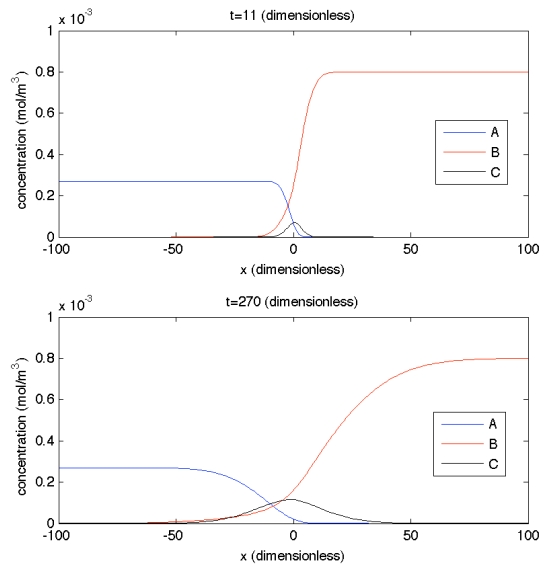 t=11 (dimensionless)
x 10⁻³
1
0.8
0.6
0.4
0.2
0
concentration (mol/m³)
A
B
C
-100 -50 0 50 100
x (dimensionless)
t=270 (dimensionless)
x 10⁻³
1
0.8
0.6
0.4
0.2
0
concentration (mol/m³)
A
B
C
-100 -50 0 50 100
x (dimensionless)